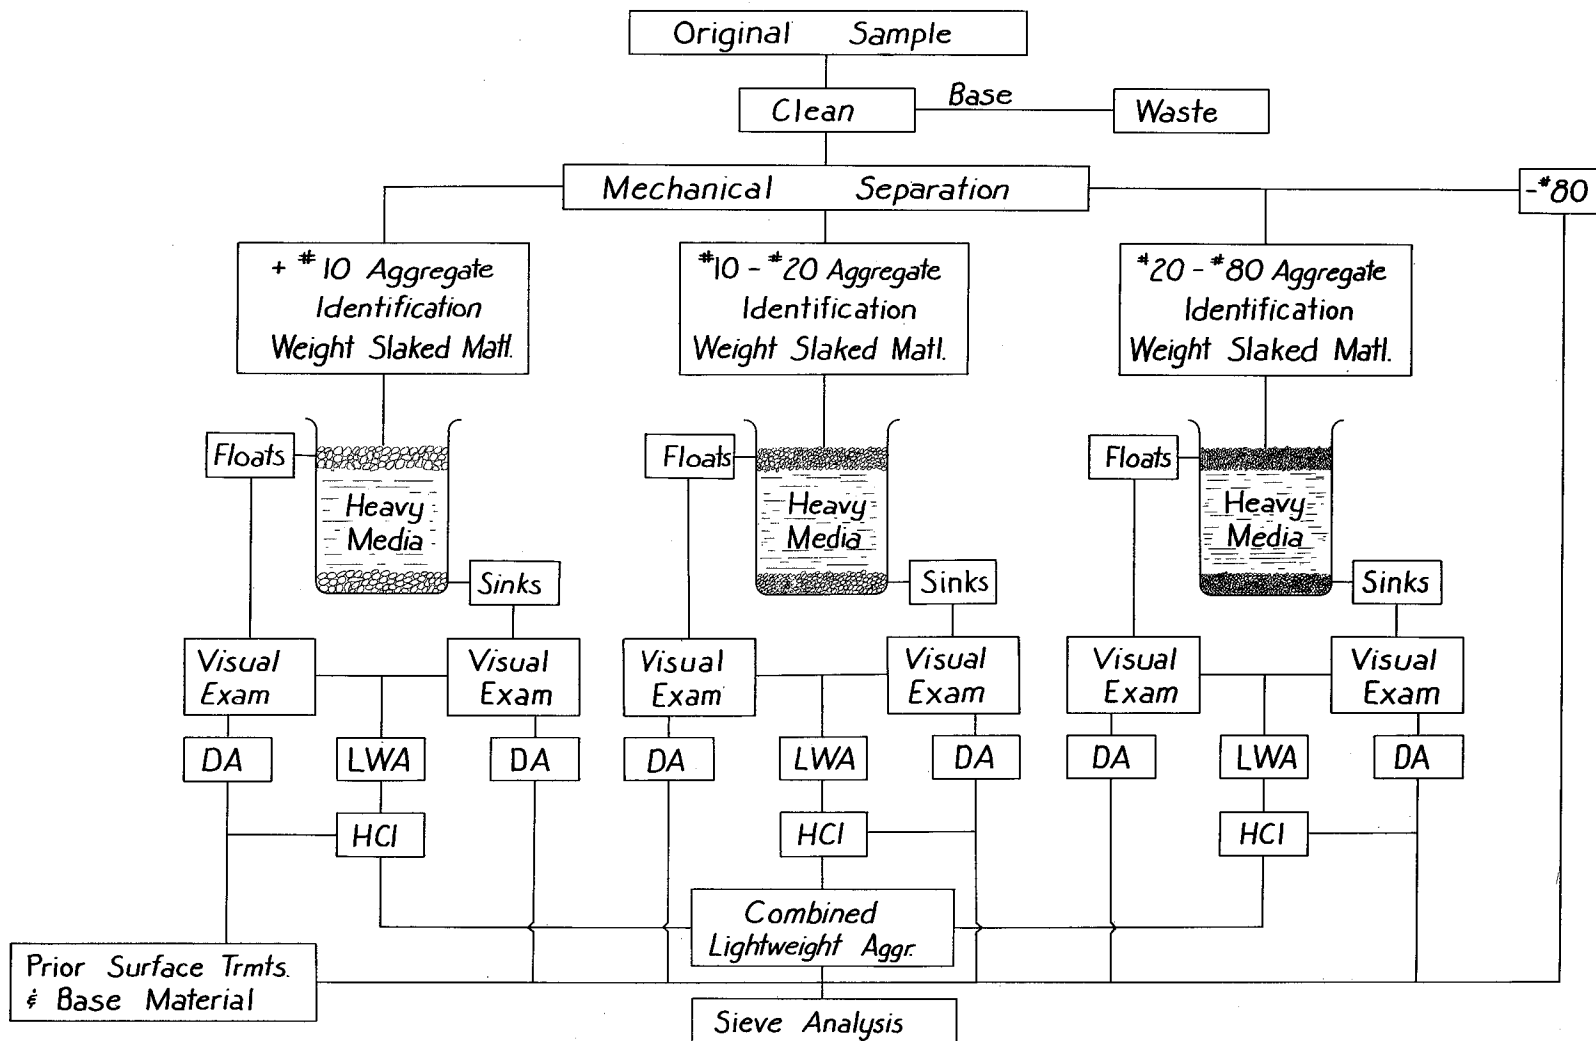 Original Sample
Clean
Base
Waste
Mechanical Separation
-#80
+ #10 Aggregate
Identification
Weight Slaked Matl.
#10 - #20 Aggregate
Identification
Weight Slaked Matl.
#20 - #80 Aggregate
Identification
Weight Slaked Matl.
Floats
Heavy
Media
Sinks
Floats
Heavy
Media
Sinks
Floats
Heavy
Media
Sinks
Visual
Exam
Visual
Exam
Visual
Exam
Visual
Exam
Visual
Exam
Visual
Exam
DA
LWA
DA
DA
LWA
DA
DA
LWA
DA
HCl
HCl
HCl
Combined
Lightweight Aggr.
Prior Surface Trmts.
& Base Material
Sieve Analysis